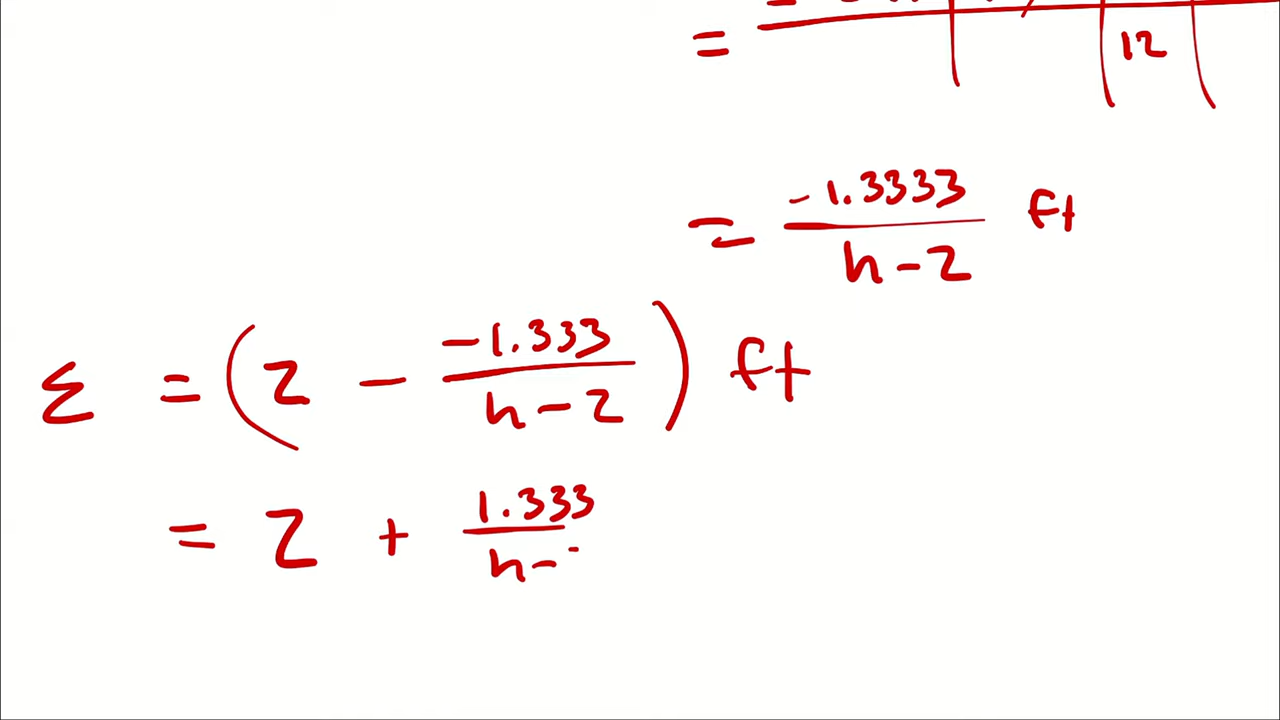 = 12
= -1.3333 / h-2 ft
Σ = (2 - -1.333 / h-2) ft
= 2 + 1.333 / h-